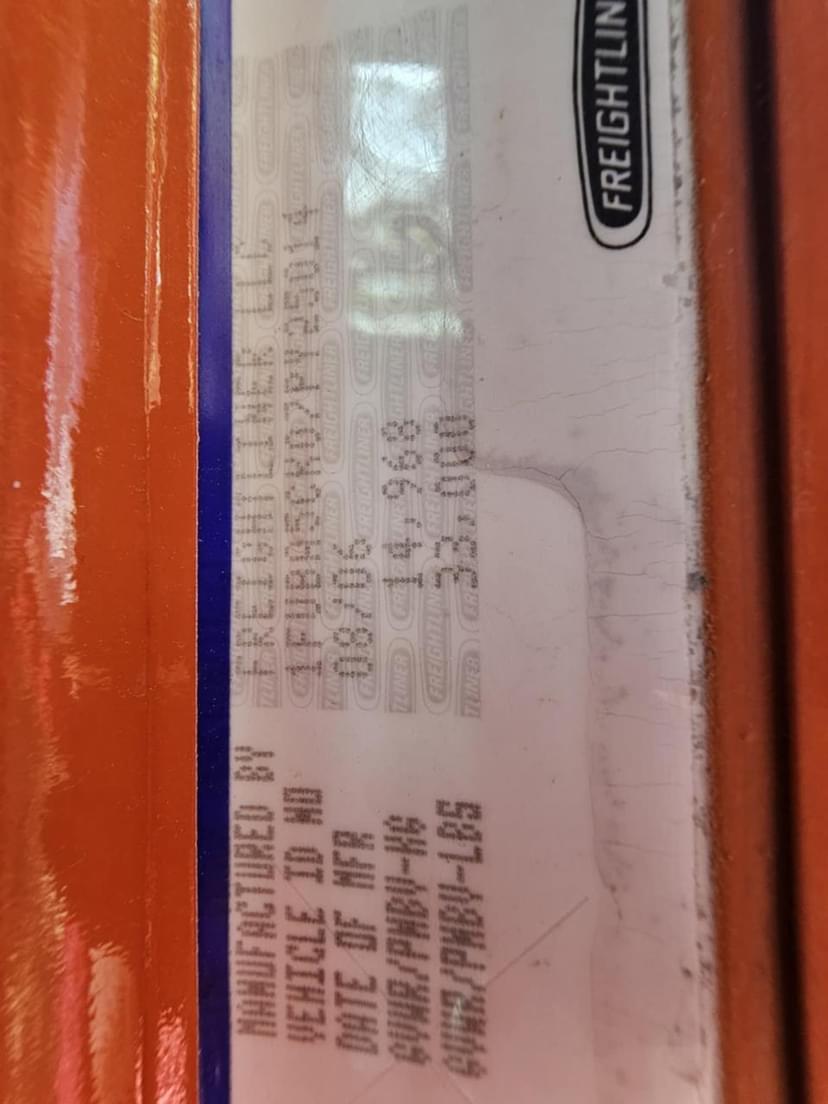 FREIGHTLIN
MANUFACTURED BY FREIGHTLINER LLC
VEHICLE ID NO
DATE OF MFR 08/06
GVWR/PNBV-KG 14,968
GVWR/PNBV-LBS 33,000